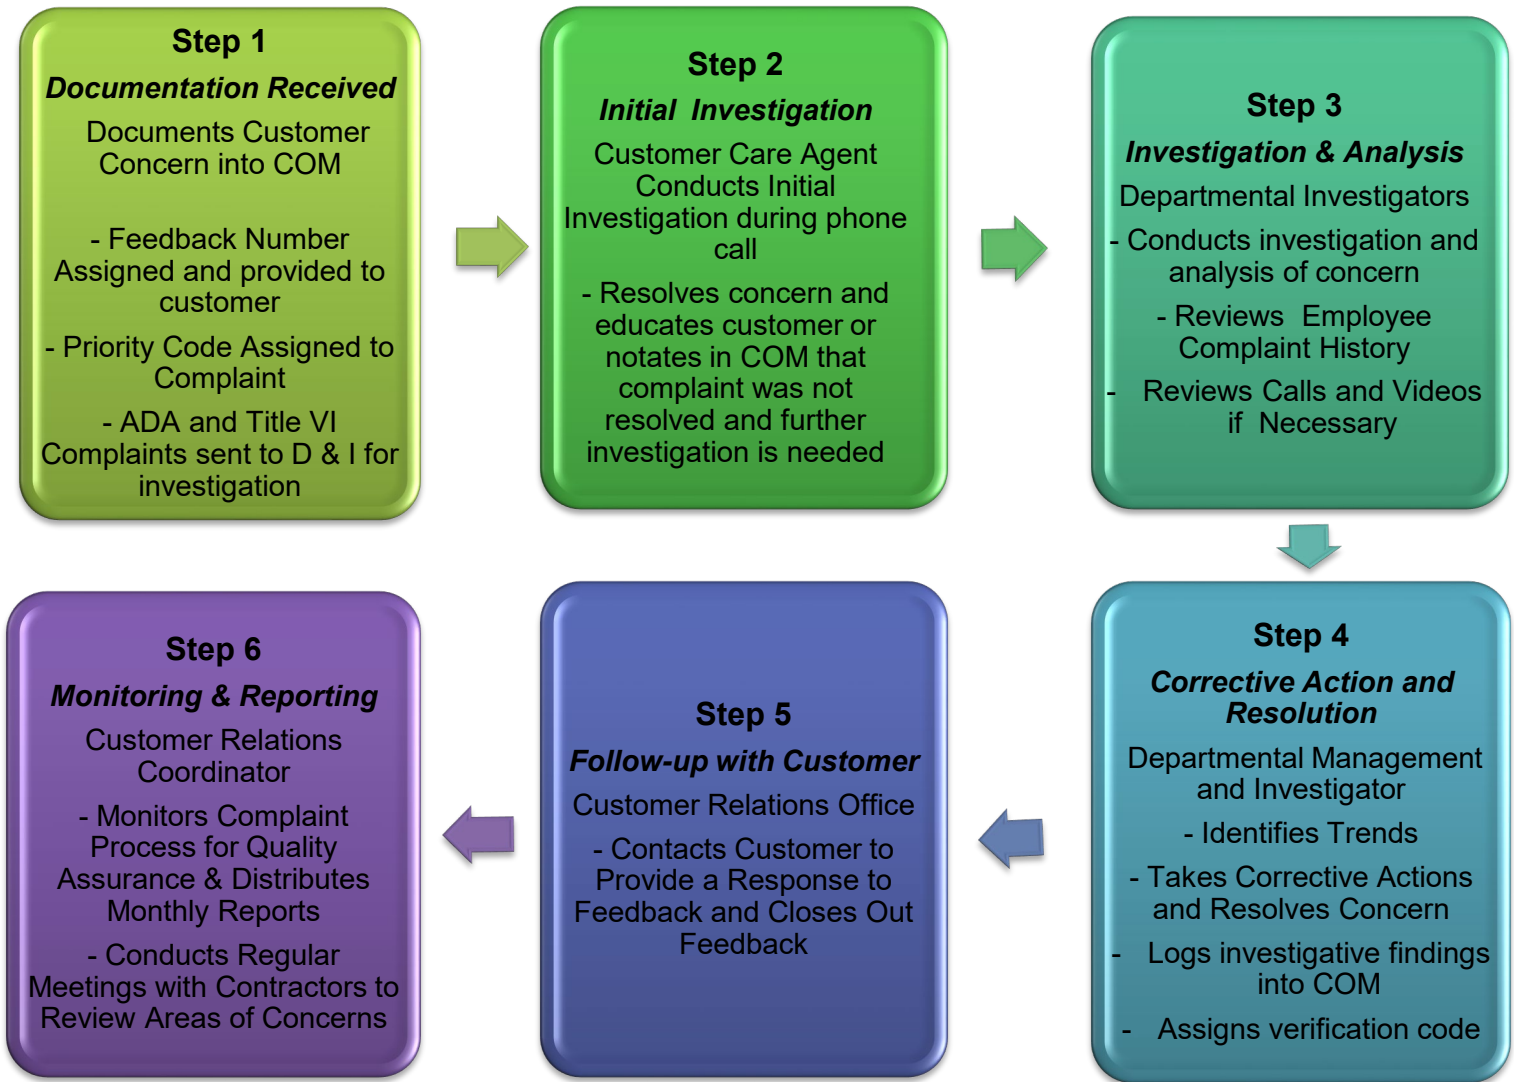 Step 1
Documentation Received
Documents Customer
Concern into COM
- Feedback Number
Assigned and provided to
customer
- Priority Code Assigned to
Complaint
- ADA and Title VI
Complaints sent to D & I for
investigation
Step 2
Initial Investigation
Customer Care Agent
Conducts Initial
Investigation during phone
call
- Resolves concern and
educates customer or
notates in COM that
complaint was not
resolved and further
investigation is needed
Step 3
Investigation & Analysis
Departmental Investigators
- Conducts investigation and
analysis of concern
- Reviews Employee
Complaint History
- Reviews Calls and Videos
if Necessary
Step 4
Corrective Action and
Resolution
Departmental Management
and Investigator
- Identifies Trends
- Takes Corrective Actions
and Resolves Concern
- Logs investigative findings
into COM
- Assigns verification code
Step 5
Follow-up with Customer
Customer Relations Office
- Contacts Customer to
Provide a Response to
Feedback and Closes Out
Feedback
Step 6
Monitoring & Reporting
Customer Relations
Coordinator
- Monitors Complaint
Process for Quality
Assurance & Distributes
Monthly Reports
- Conducts Regular
Meetings with Contractors to
Review Areas of Concerns